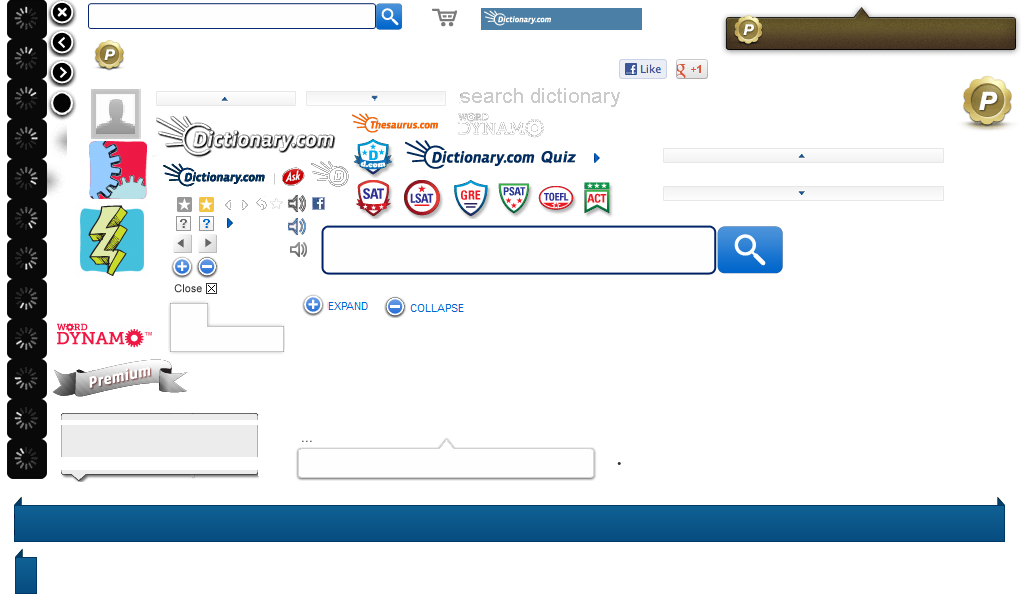 Dictionary.com
P
P
Like
+1
P
search dictionary
Dictionary.com
Thesaurus.com
WORD
DYNAMO
D
d.com
Dictionary.com Quiz
Dictionary.com
Ask
D
SAT
LSAT
GRE
PSAT
TOEFL
ACT
?
?
Close
EXPAND
COLLAPSE
WORD
DYNAMO™
Premium
...